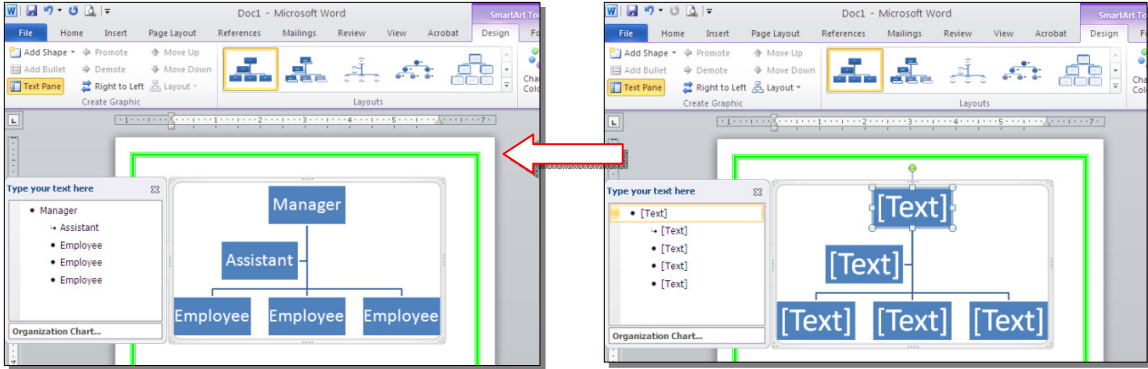 Doc1 - Microsoft Word
SmartArt To
File Home Insert Page Layout References Mailings Review View Acrobat Design
Add Shape Promote Move Up
Add Bullet Demote Move Down
Text Pane Right to Left Layout
Create Graphic Layouts
Type your text here
Manager
Assistant
Employee
Employee
Employee
Organization Chart...
Manager
Assistant
Employee Employee Employee
Doc1 - Microsoft Word
SmartArt
File Home Insert Page Layout References Mailings Review View Acrobat Design
Add Shape Promote Move Up
Add Bullet Demote Move Down
Text Pane Right to Left Layout
Create Graphic Layouts
Type your text here
[Text]
[Text]
[Text]
[Text]
[Text]
Organization Chart...
[Text]
[Text]
[Text] [Text] [Text]